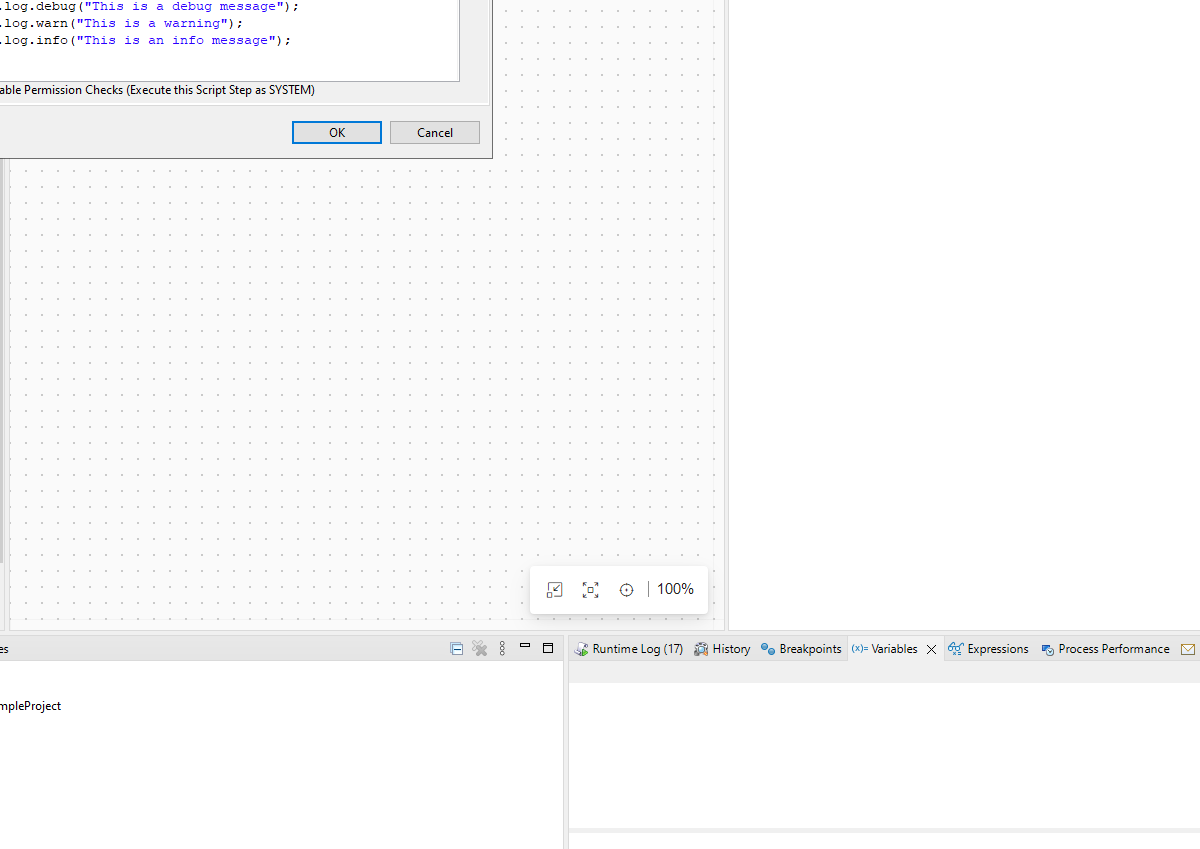 .log.debug("This is a debug message");
.log.warn("This is a warning");
.log.info("This is an info message");
able Permission Checks (Execute this Script Step as SYSTEM)
OK Cancel
100%
es
Runtime Log (17) History Breakpoints (x)= Variables Expressions Process Performance
mpleProject